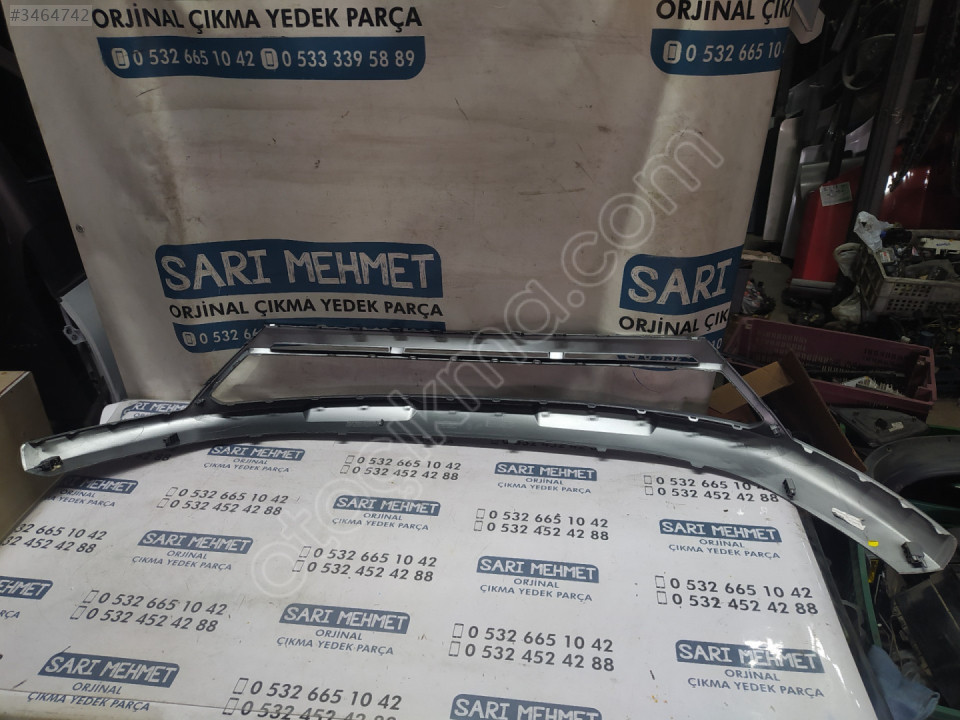 #3464742
ORJİNAL ÇIKMA YEDEK PARÇA
0 532 665 10 42 0 533 339 58 89
ORJİNAL ÇIKMA YEDEK
0 532 665 10
SARI MEHMET
ORJİNAL ÇIKMA YEDEK PARÇA
0 532 6
SARI
ORJİNAL ÇIKMA
otocikma.com
SARI MEHMET
ORJİNAL
ÇIKMA YEDEK PARÇA
0 532 665 10 42
0 532 452 42 88
SARI MEHMET
ORJİNAL
ÇIKMA YEDEK PARÇA
0 532 665 10 42
0 532 452 42 88
0 532 665 10 42
0 532 452 42 88
SARI MEHMET
ORJİNAL
ÇIKMA YEDEK PARÇA
0 532 665 10 42
0 532 452 42 88
SARI MEHMET
ORJİNAL
ÇIKMA YEDEK PARÇA
SARI MEHMET
ORJİNAL
ÇIKMA YEDEK PARÇA
0 532 665 10 42
0 532 452 42 88
SARI MEHMET
ORJİNAL
ÇIKMA YEDEK PARÇA
0 532 665 10 42
0 532 452 42 88
0 532 665 10 42
0 532 452 42 88
SARI MEHMET
ORJİNAL
ÇIKMA YEDEK PARÇA
0 532 665 10 42
0 532 452 42 88
SARI MEHMET
ORJİNAL
ÇIKMA YEDEK PARÇA
SARI MEHMET
ORJİNAL
ÇIKMA YEDEK PARÇA
0 532 665 10 42
0 532 452 42 88
SARI MEHMET
ORJİNAL